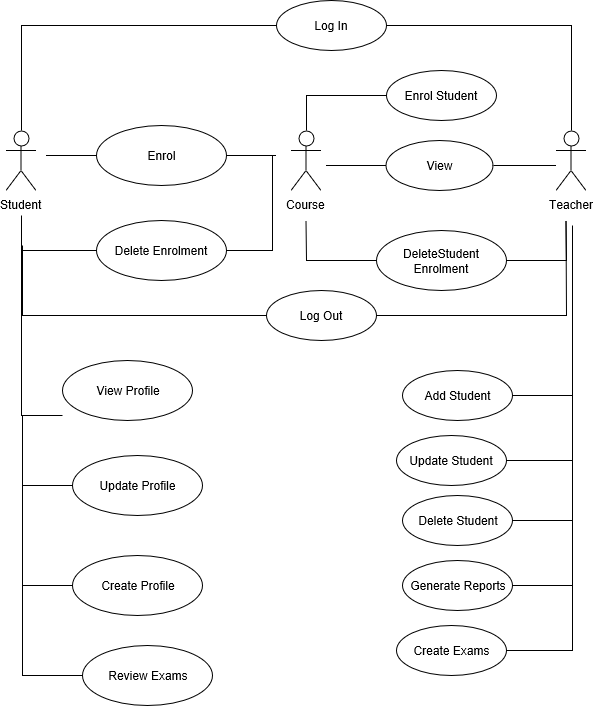 Log In
Enrol Student
Enrol
View
Student
Course
Teacher
Delete Enrolment
DeleteStudent
Enrolment
Log Out
View Profile
Add Student
Update Student
Update Profile
Delete Student
Create Profile
Generate Reports
Create Exams
Review Exams